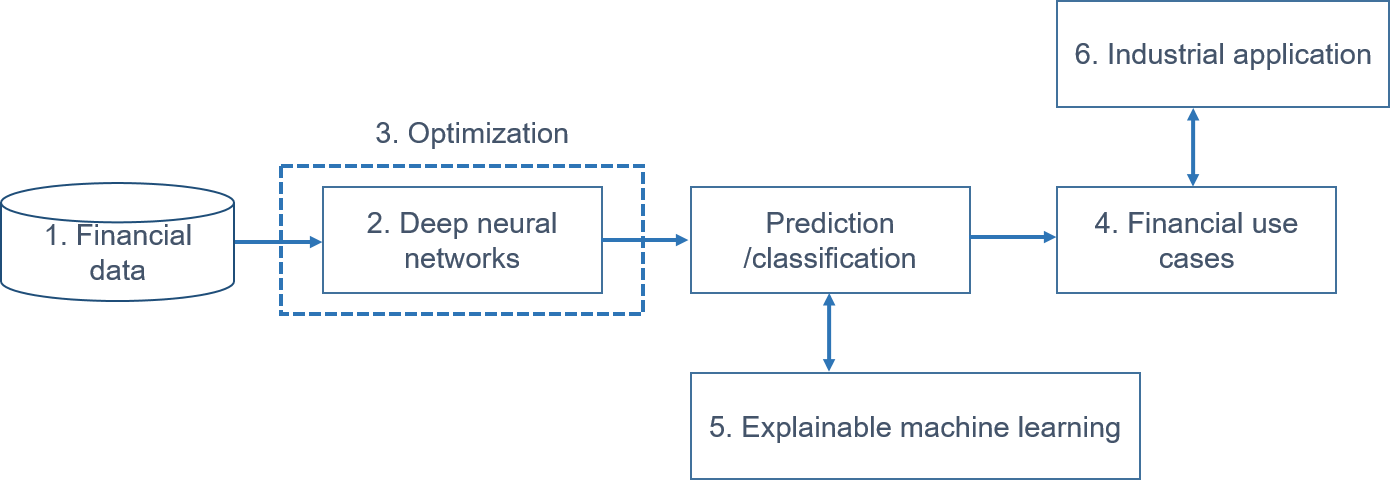 6. Industrial application
3. Optimization
1. Financial
data
2. Deep neural
networks
Prediction
/classification
4. Financial use
cases
5. Explainable machine learning